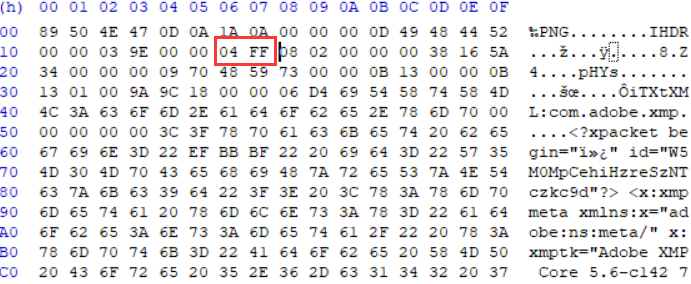 (h) 00 01 02 03 04 05 06 07 08 09 0A 0B 0C 0D 0E 0F
00 89 50 4E 47 0D 0A 1A 0A 00 00 00 0D 49 48 44 52 ‰PNG........IHDR
10 00 00 03 9E 00 00 04 FF 08 02 00 00 00 38 16 5A ...ž...ÿ.....8.Z
20 34 00 00 00 09 70 48 59 73 00 00 0B 13 00 00 0B 4....pHYs.......
30 13 01 00 9A 9C 18 00 00 06 D4 69 54 58 74 58 4D ...šœ....ÔiTXtXM
40 4C 3A 63 6F 6D 2E 61 64 6F 62 65 2E 78 6D 70 00 L:com.adobe.xmp.
50 00 00 00 00 3C 3F 78 70 61 63 6B 65 74 20 62 65 ....<?xpacket be
60 67 69 6E 3D 22 EF BB BF 22 20 69 64 3D 22 57 35 gin="ï»¿" id="W5
70 4D 30 4D 70 43 65 68 69 48 7A 72 65 53 7A 4E 54 M0MpCehiHzreSzNT
80 63 7A 6B 63 39 64 22 3F 3E 20 3C 78 3A 78 6D 70 czkc9d"?> <x:xmp
90 6D 65 74 61 20 78 6D 6C 6E 73 3A 78 3D 22 61 64 meta xmlns:x="ad
A0 6F 62 65 3A 6E 73 3A 6D 65 74 61 2F 22 20 78 3A obe:ns:meta/" x:
B0 78 6D 70 74 6B 3D 22 41 64 6F 62 65 20 58 4D 50 xmptk="Adobe XMP
C0 20 43 6F 72 65 20 35 2E 36 2D 63 31 34 32 20 37 Core 5.6-c142 7